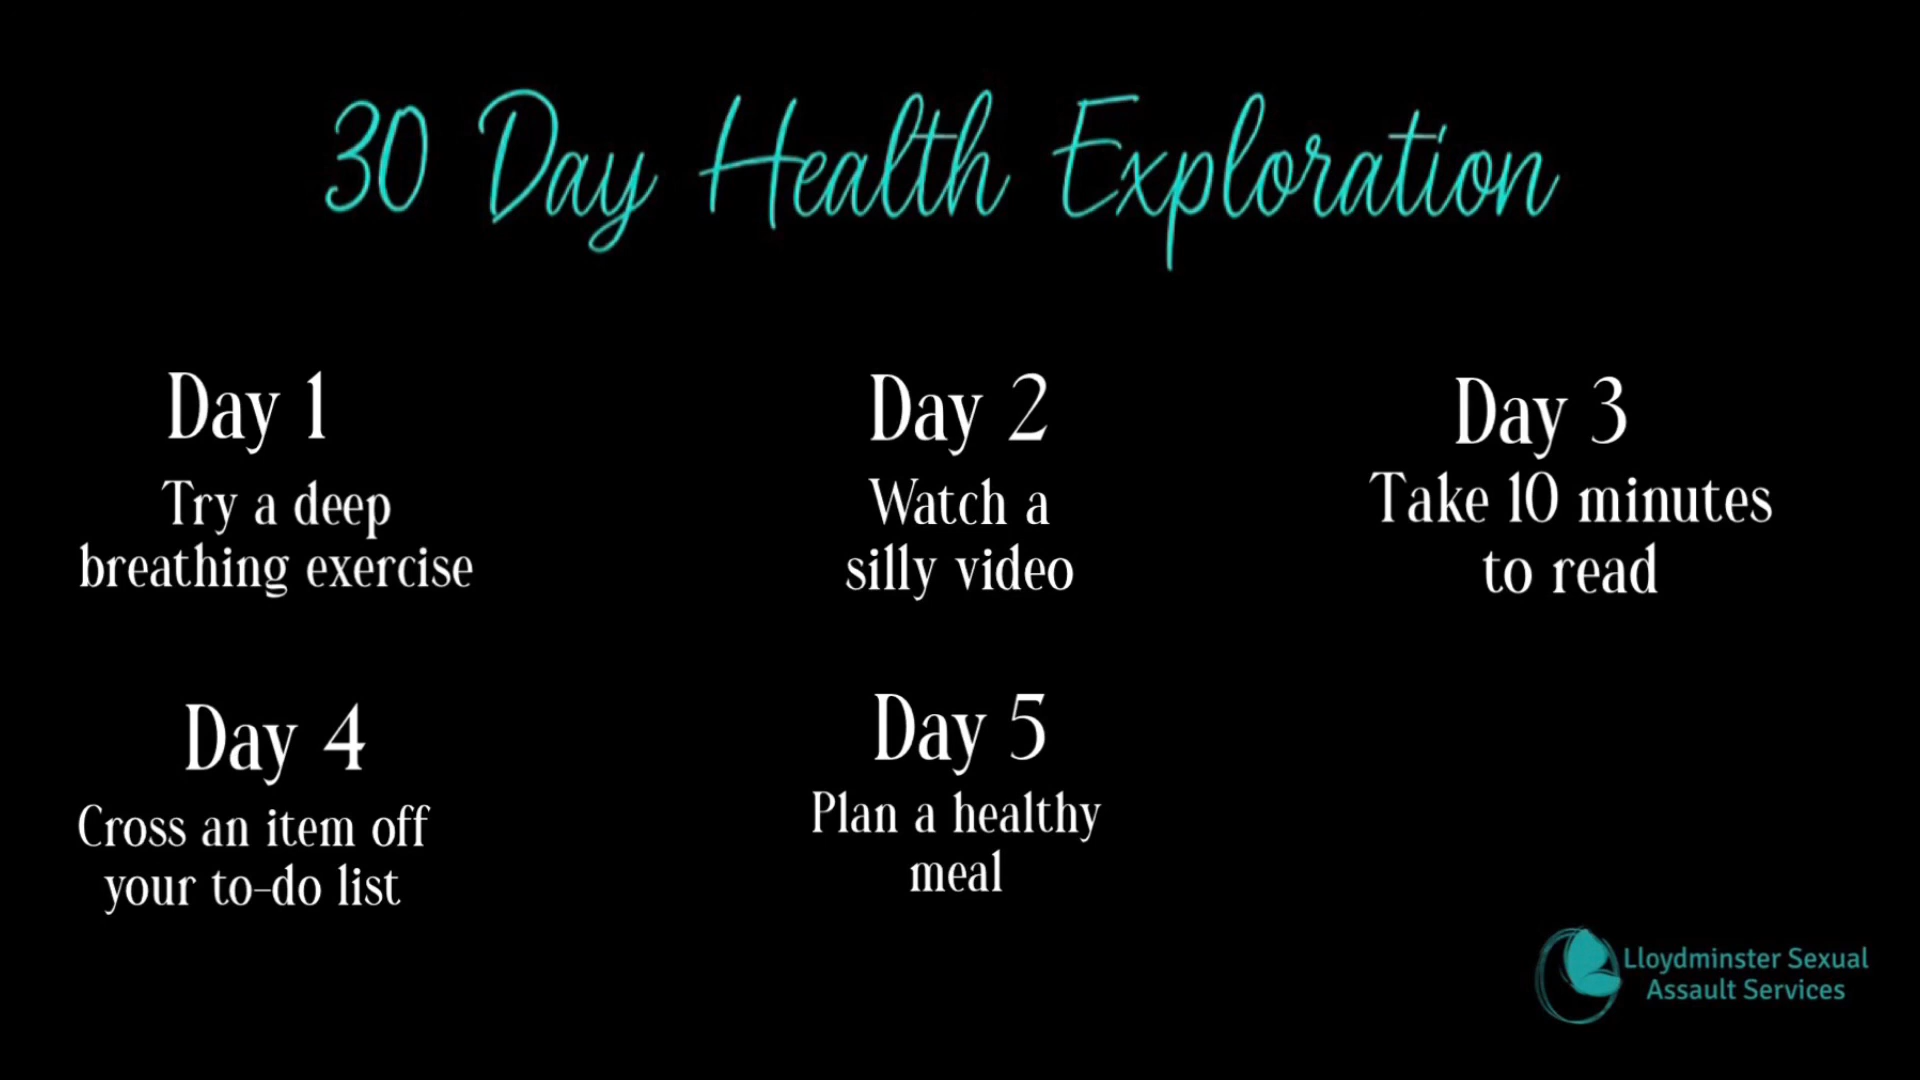 30 Day Health Exploration
Day 1
Try a deep
breathing exercise
Day 2
Watch a
silly video
Day 3
Take 10 minutes
to read
Day 4
Cross an item off
your to-do list
Day 5
Plan a healthy
meal
Lloydminster Sexual
Assault Services